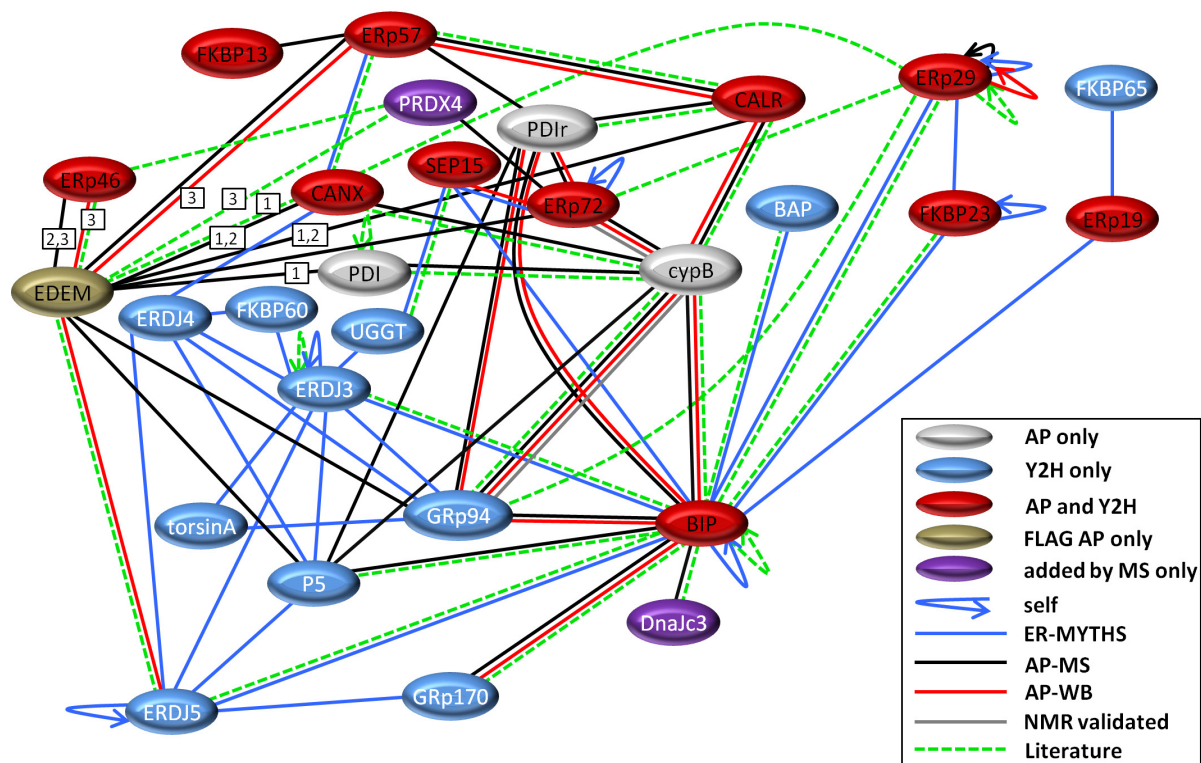 ERp57
FKBP13
ERp29
FKBP65
PRDX4
CALR
PDIr
SEP15
ERp46
CANX
ERp72
BAP
FKBP23
ERp19
3
3
3
1
2,3
1,2
1,2
1
PDI
cypB
EDEM
ERDJ4
FKBP60
UGGT
ERDJ3
torsinA
GRp94
BIP
P5
DnaJc3
GRp170
ERDJ5
AP only
Y2H only
AP and Y2H
FLAG AP only
added by MS only
self
ER-MYTHS
AP-MS
AP-WB
NMR validated
Literature